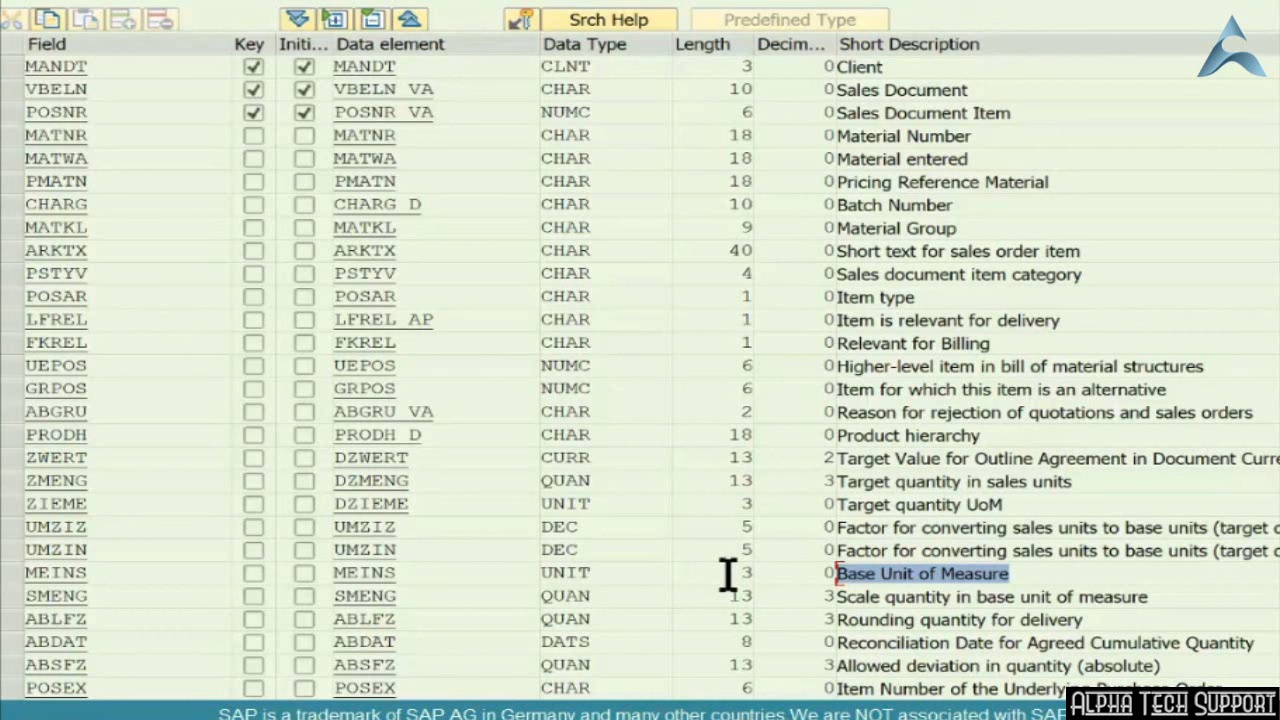 Srch Help Predefined Type
Field Key Initi... Data element Data Type Length Decim... Short Description
MANDT MANDT CLNT 3 0 Client
VBELN VBELN_VA CHAR 10 0 Sales Document
POSNR POSNR_VA NUMC 6 0 Sales Document Item
MATNR MATNR CHAR 18 0 Material Number
MATWA MATWA CHAR 18 0 Material entered
PMATN PMATN CHAR 18 0 Pricing Reference Material
CHARG CHARG_D CHAR 10 0 Batch Number
MATKL MATKL CHAR 9 0 Material Group
ARKTX ARKTX CHAR 40 0 Short text for sales order item
PSTYV PSTYV CHAR 4 0 Sales document item category
POSAR POSAR CHAR 1 0 Item type
LFREL LFREL_AP CHAR 1 0 Item is relevant for delivery
FKREL FKREL CHAR 1 0 Relevant for Billing
UEPOS UEPOS NUMC 6 0 Higher-level item in bill of material structures
GRPOS GRPOS NUMC 6 0 Item for which this item is an alternative
ABGRU ABGRU_VA CHAR 2 0 Reason for rejection of quotations and sales orders
PRODH PRODH_D CHAR 18 0 Product hierarchy
ZWERT DZWERT CURR 13 2 Target Value for Outline Agreement in Document Curre
ZMENG DZMENG QUAN 13 3 Target quantity in sales units
ZIEME DZIEME UNIT 3 0 Target quantity UoM
UMZIZ UMZIZ DEC 5 0 Factor for converting sales units to base units (target
UMZIN UMZIN DEC 5 0 Factor for converting sales units to base units (target
MEINS MEINS UNIT 3 0 Base Unit of Measure
SMENG SMENG QUAN 13 3 Scale quantity in base unit of measure
ABLFZ ABLFZ QUAN 13 3 Rounding quantity for delivery
ABDAT ABDAT DATS 8 0 Reconciliation Date for Agreed Cumulative Quantity
ABSFZ ABSFZ QUAN 13 3 Allowed deviation in quantity (absolute)
POSEX POSEX CHAR 6 0 Item Number of the Underlying Purchase Order
SAP is a trademark of SAP AG in Germany and many other countries We are NOT associated with SAP
ALPHA TECH SUPPORT